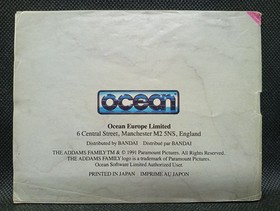 ocean
Ocean Europe Limited
6 Central Street, Manchester M2 5NS, England
Distributed by BANDAI Distribué par BANDAI
THE ADDAMS FAMILY TM & © 1991 Paramount Pictures. All Rights Reserved.
THE ADDAMS FAMILY logo is a trademark of Paramount Pictures.
Ocean Software Limited Authorized User.
PRINTED IN JAPAN IMPRIMÉ AU JAPON